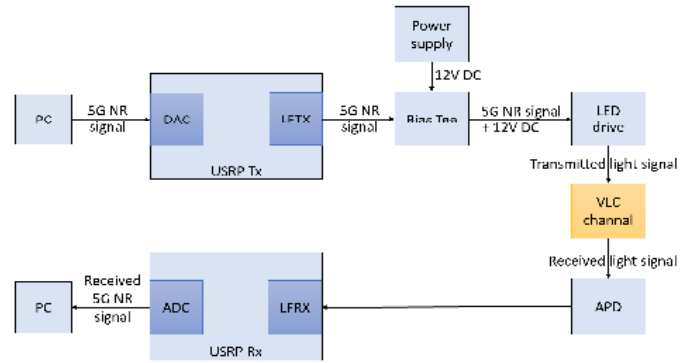 Power
supply
12V DC
PC
5G NR
signal
DAC
LFTX
USRP Tx
5G NR
signal
Bias Tee
5G NR signal
+ 12V DC
LED
drive
Transmitted light signal
VLC
channel
Received light signal
APD
LFRX
ADC
USRP Rx
Received
5G NR
signal
PC